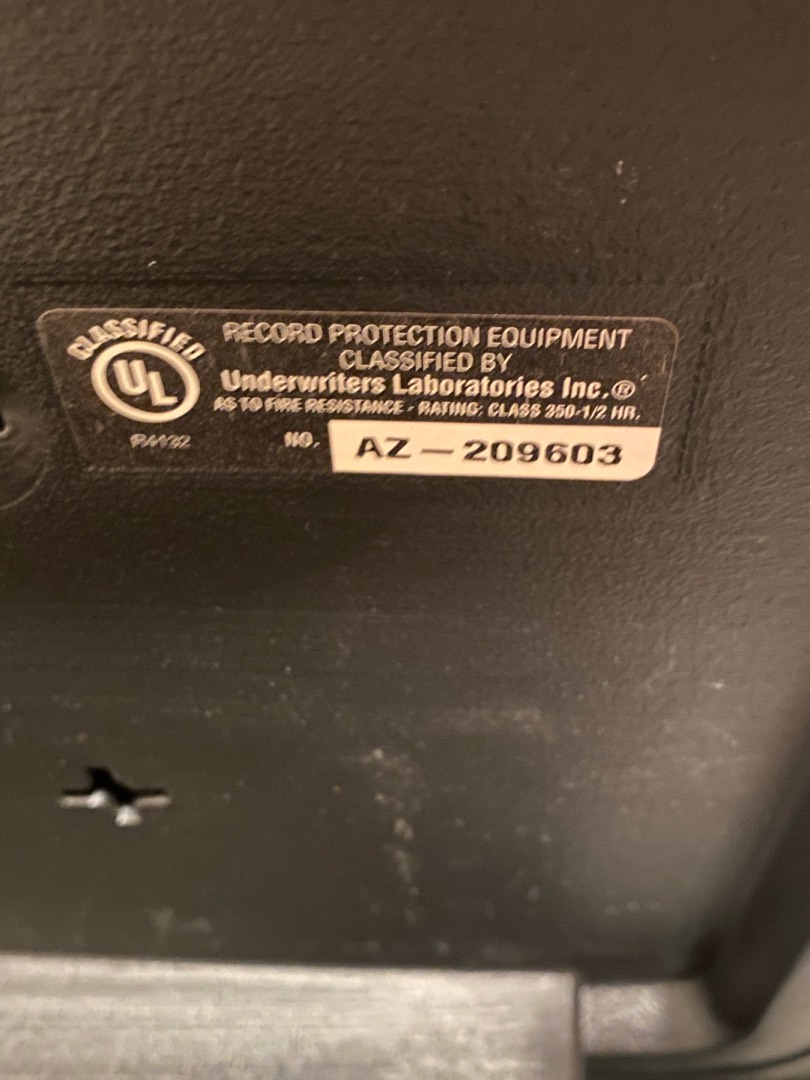 CLASSIFIED
UL
RECORD PROTECTION EQUIPMENT
CLASSIFIED BY
Underwriters Laboratories Inc.®
AS TO FIRE RESISTANCE - RATING: CLASS 350-1/2 HR.
R4132
NO. AZ — 209603